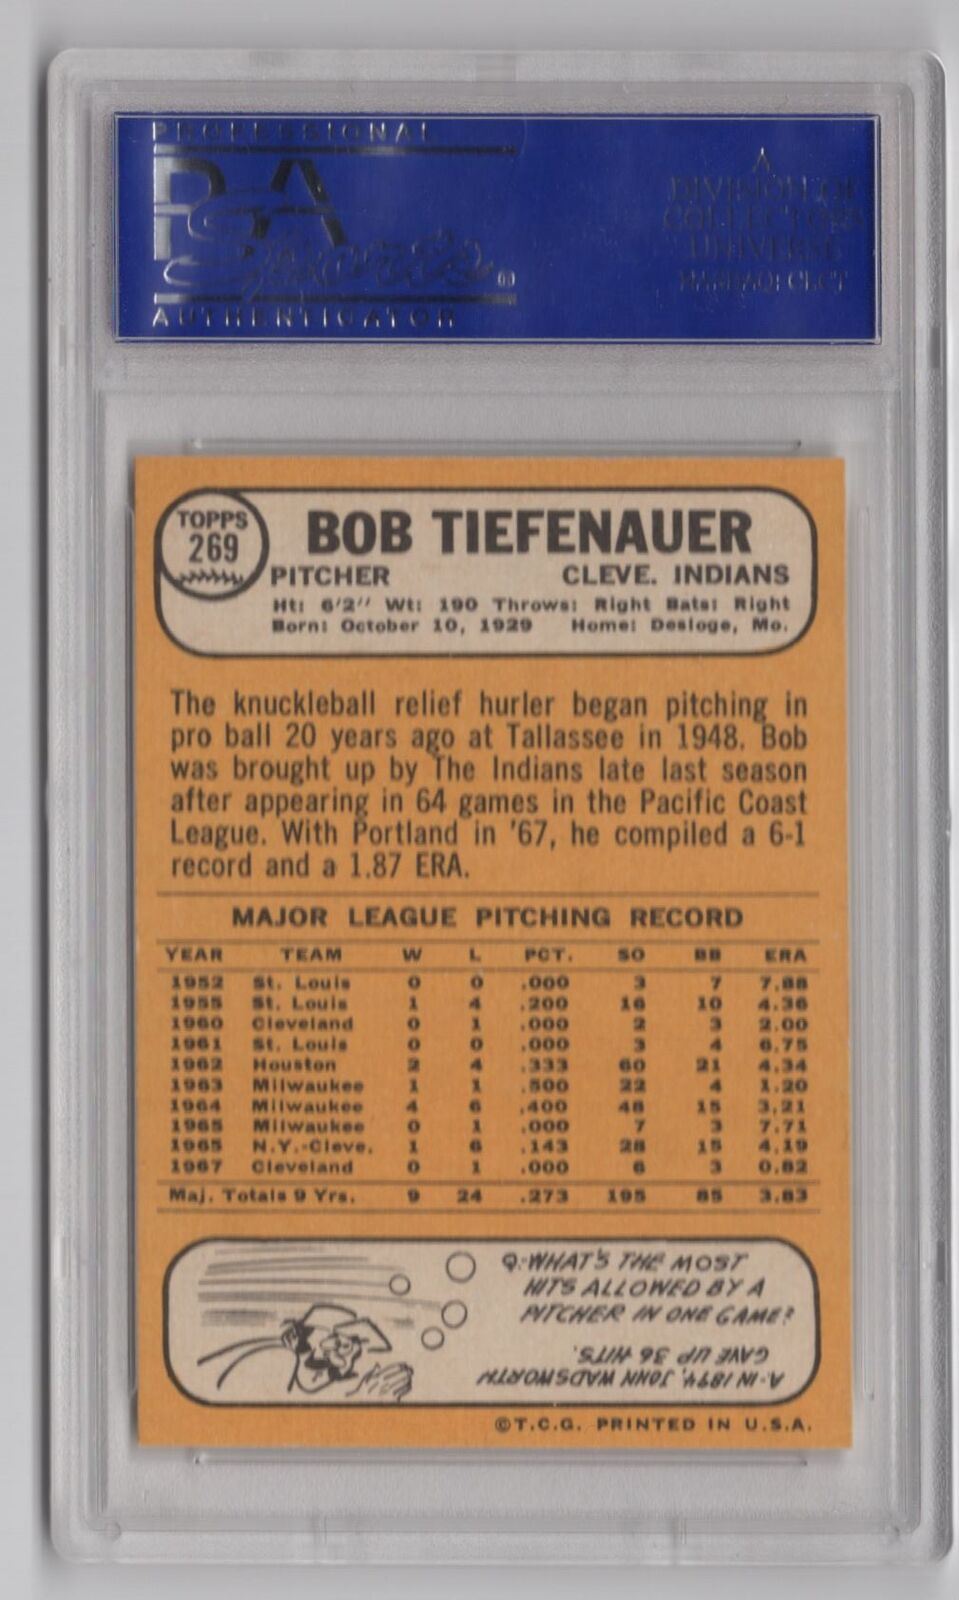 PROFESSIONAL
PSA
Sports
AUTHENTICATOR
A
DIVISION OF
COLLECTORS
UNIVERSE
NASDAQ: CLCT
TOPPS
269
BOB TIEFENAUER
PITCHER CLEVE. INDIANS
Ht: 6'2" Wt: 190 Throws: Right Bats: Right
Born: October 10, 1929 Home: Desloge, Mo.
The knuckleball relief hurler began pitching in
pro ball 20 years ago at Tallassee in 1948. Bob
was brought up by The Indians late last season
after appearing in 64 games in the Pacific Coast
League. With Portland in '67, he compiled a 6-1
record and a 1.87 ERA.
MAJOR LEAGUE PITCHING RECORD
YEAR TEAM W L PCT. SO BB ERA
1952 St. Louis 0 0 .000 3 7 7.88
1955 St. Louis 1 4 .200 16 10 4.36
1960 Cleveland 0 1 .000 2 3 2.00
1961 St. Louis 0 0 .000 3 4 6.75
1962 Houston 2 4 .333 60 21 4.34
1963 Milwaukee 1 1 .500 22 4 1.20
1964 Milwaukee 4 6 .400 48 15 3.21
1965 Milwaukee 0 1 .000 7 3 7.71
1965 N.Y.-Cleve. 1 6 .143 28 15 4.19
1967 Cleveland 0 1 .000 6 3 0.82
Maj. Totals 9 Yrs. 9 24 .273 195 85 3.83
Q-WHAT'S THE MOST
HITS ALLOWED BY A
PITCHER IN ONE GAME?
A-IN 1894, JOHN WADSWORTH
GAVE UP 36 HITS.
©T.C.G. PRINTED IN U.S.A.